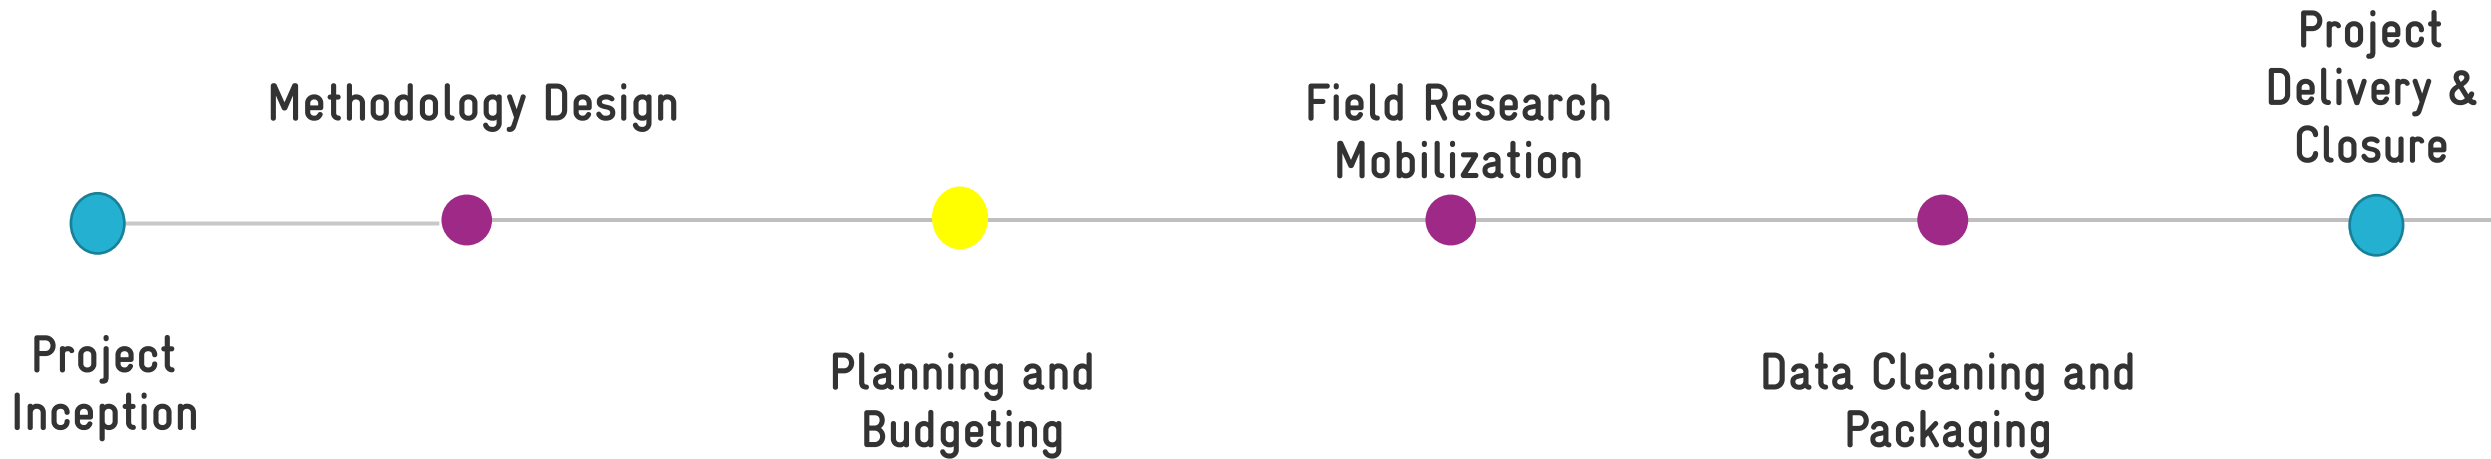 Project
Inception
Methodology Design
Planning and
Budgeting
Field Research
Mobilization
Data Cleaning and
Packaging
Project
Delivery &
Closure